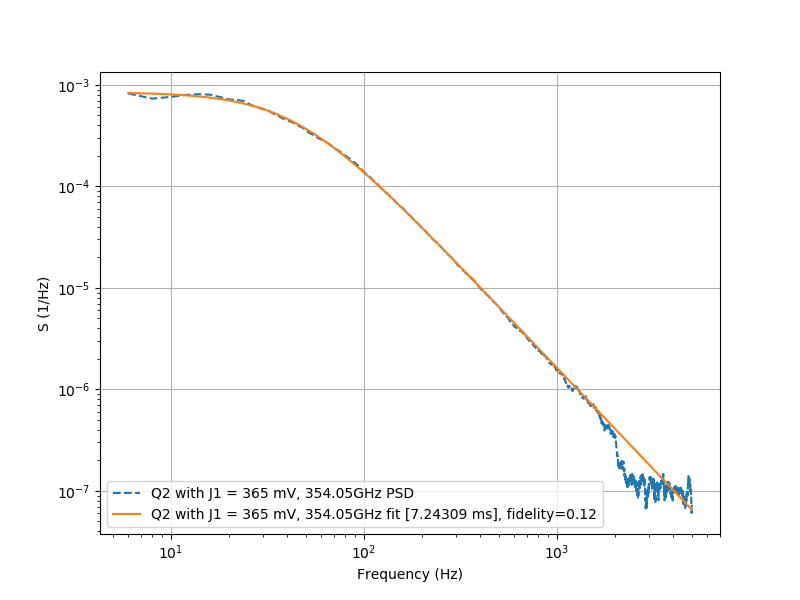 10⁻³
10⁻⁴
10⁻⁵
10⁻⁶
10⁻⁷
S (1/Hz)
Q2 with J1 = 365 mV, 354.05GHz PSD
Q2 with J1 = 365 mV, 354.05GHz fit [7.24309 ms], fidelity=0.12
10¹ 10² 10³
Frequency (Hz)